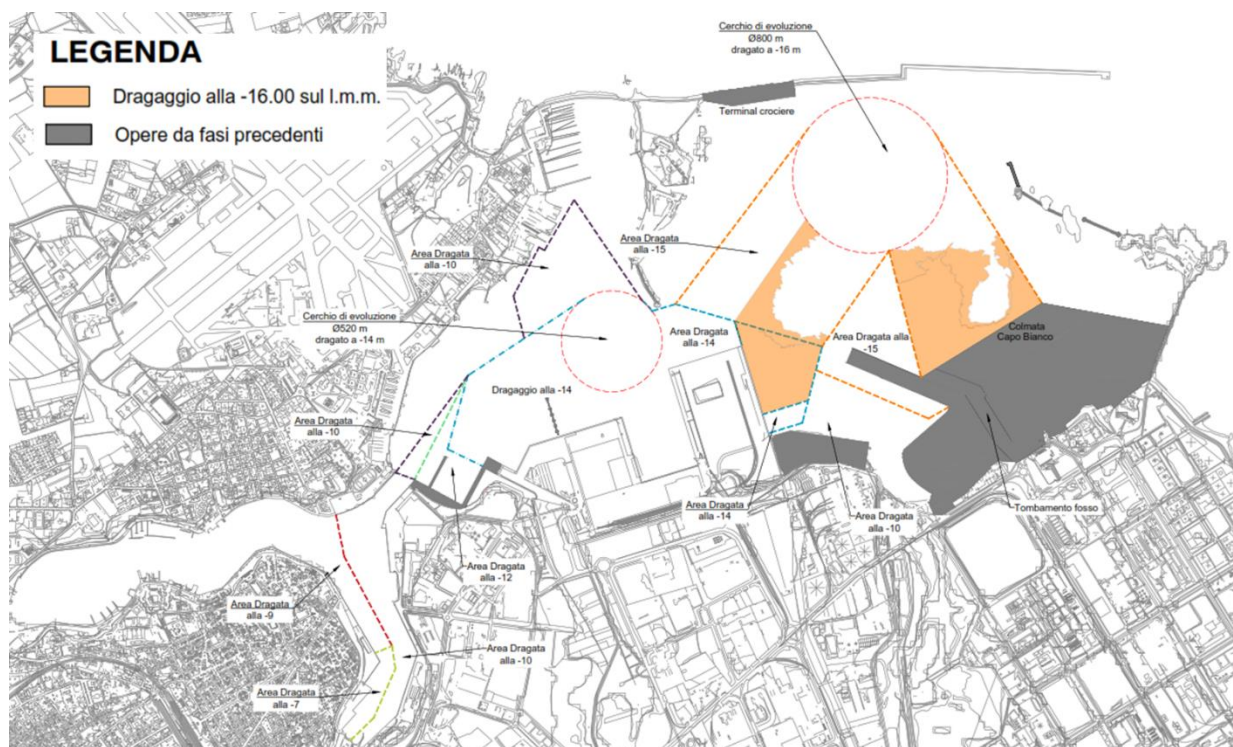 Cerchio di evoluzione
Ø800 m
dragato a -16 m
LEGENDA
Dragaggio alla -16.00 sul l.m.m.
Opere da fasi precedenti
Terminal crociere
Area Dragata
alla -10
Area Dragata
alla -15
Cerchio di evoluzione
Ø520 m
dragato a -14 m
Area Dragata
alla -14
Area Dragata alla
-15
Colmata
Capo Bianco
Dragaggio alla -14
Area Dragata
alla -10
Area Dragata
alla -14
Area Dragata
alla -10
Tombamento fosso
Area Dragata
alla -12
Area Dragata
alla -9
Area Dragata
alla -10
Area Dragata
alla -7